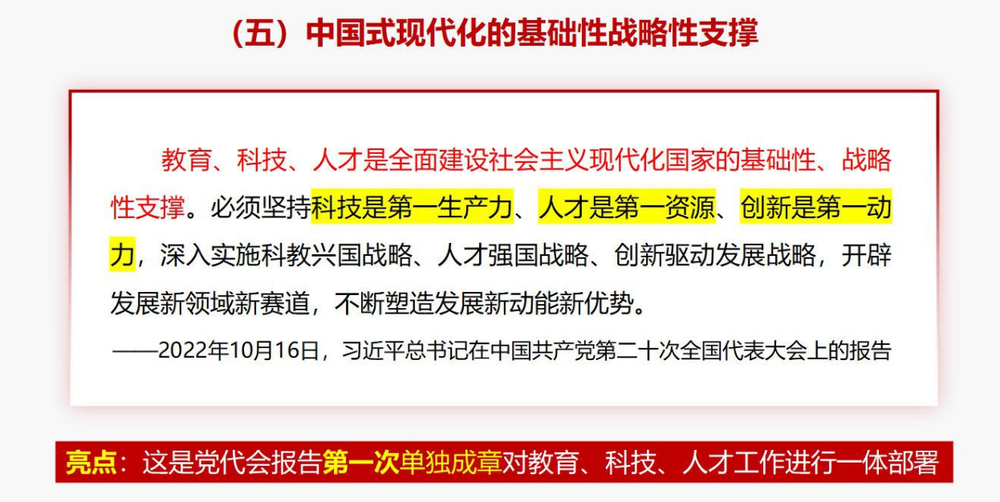 （五）中国式现代化的基础性战略性支撑
教育、科技、人才是全面建设社会主义现代化国家的基础性、战略
性支撑。必须坚持科技是第一生产力、人才是第一资源、创新是第一动
力，深入实施科教兴国战略、人才强国战略、创新驱动发展战略，开辟
发展新领域新赛道，不断塑造发展新动能新优势。
——2022年10月16日，习近平总书记在中国共产党第二十次全国代表大会上的报告
亮点：这是党代会报告第一次单独成章对教育、科技、人才工作进行一体部署